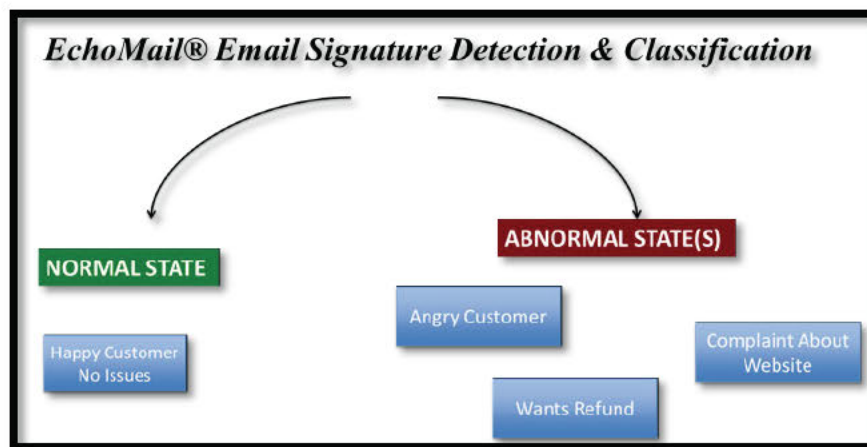 EchoMail® Email Signature Detection & Classification
NORMAL STATE
ABNORMAL STATE(S)
Happy Customer
No Issues
Angry Customer
Wants Refund
Complaint About
Website